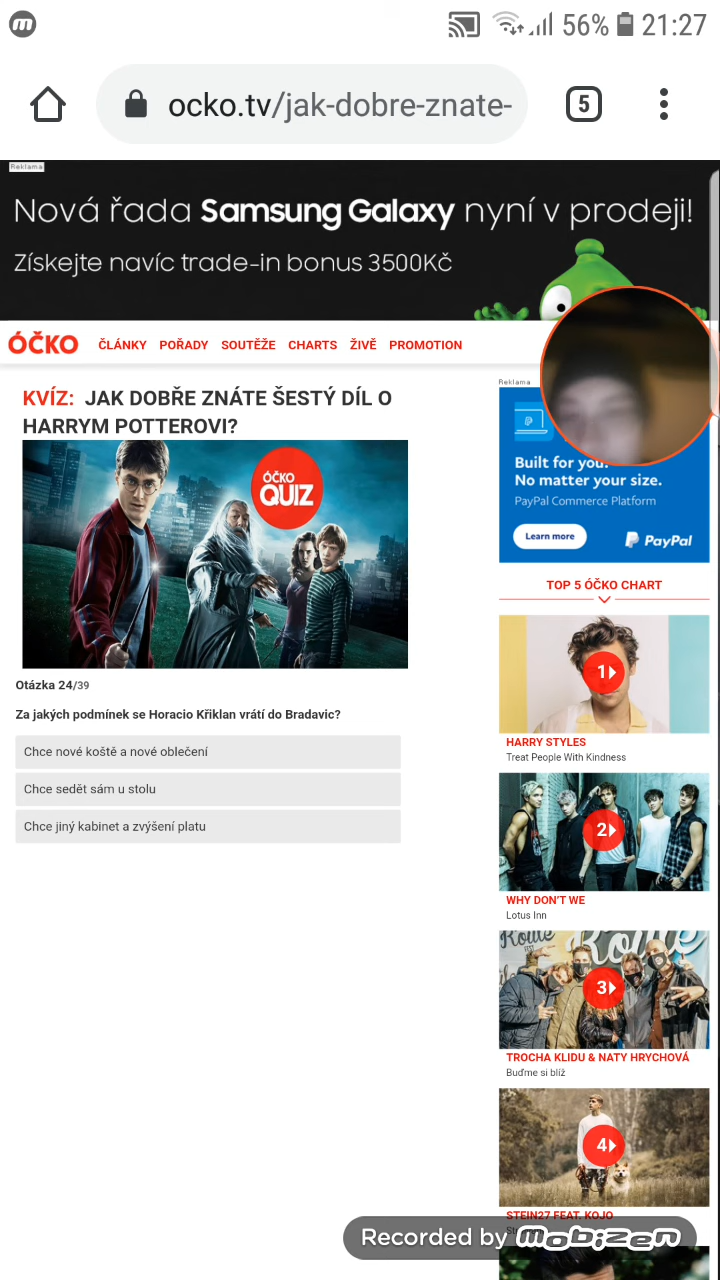 m
56% 21:27
ocko.tv/jak-dobre-znate-
5
Reklama
Nová řada Samsung Galaxy nyní v prodeji!
Získejte navíc trade-in bonus 3500Kč
ÓČKO ČLÁNKY POŘADY SOUTĚŽE CHARTS ŽIVĚ PROMOTION
KVÍZ: JAK DOBŘE ZNÁTE ŠESTÝ DÍL O
HARRYM POTTEROVI?
ÓČKO
QUIZ
Otázka 24/39
Za jakých podmínek se Horacio Křiklan vrátí do Bradavic?
Chce nové koště a nové oblečení
Chce sedět sám u stolu
Chce jiný kabinet a zvýšení platu
Reklama
Built for you.
No matter your size.
PayPal Commerce Platform
Learn more
PayPal
TOP 5 ÓČKO CHART
1
HARRY STYLES
Treat People With Kindness
2
WHY DON'T WE
Lotus Inn
3
TROCHA KLIDU & NATY HRYCHOVÁ
Buďme si blíž
4
STEIN27 FEAT. KOJO
Recorded by mobizen